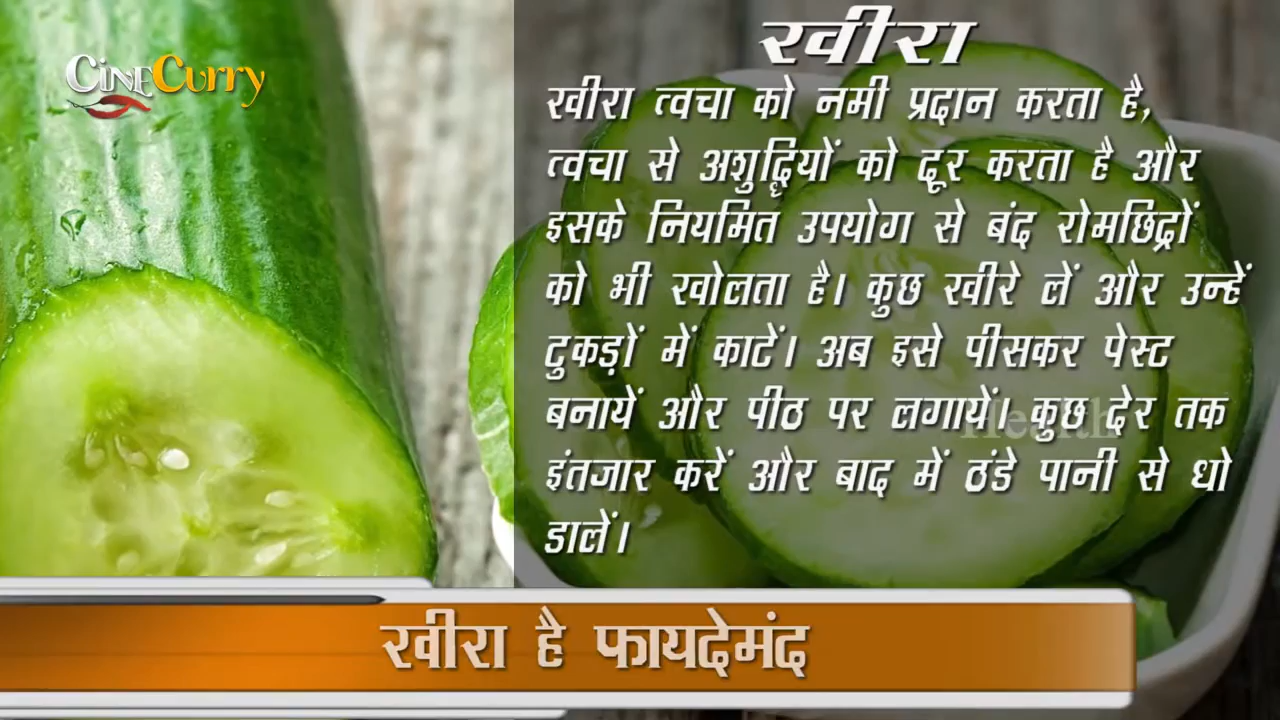 CINECURRY
खीरा
खीरा त्वचा को नमी प्रदान करता है,
त्वचा से अशुद्धियों को दूर करता है और
इसके नियमित उपयोग से बंद रोमछिद्रों
को भी खोलता है। कुछ खीरे लें और उन्हें
टुकड़ों में काटें। अब इसे पीसकर पेस्ट
बनायें और पीठ पर लगायें। कुछ देर तक
Health
इंतजार करें और बाद में ठंडे पानी से धो
डालें।
खीरा है फायदेमंद